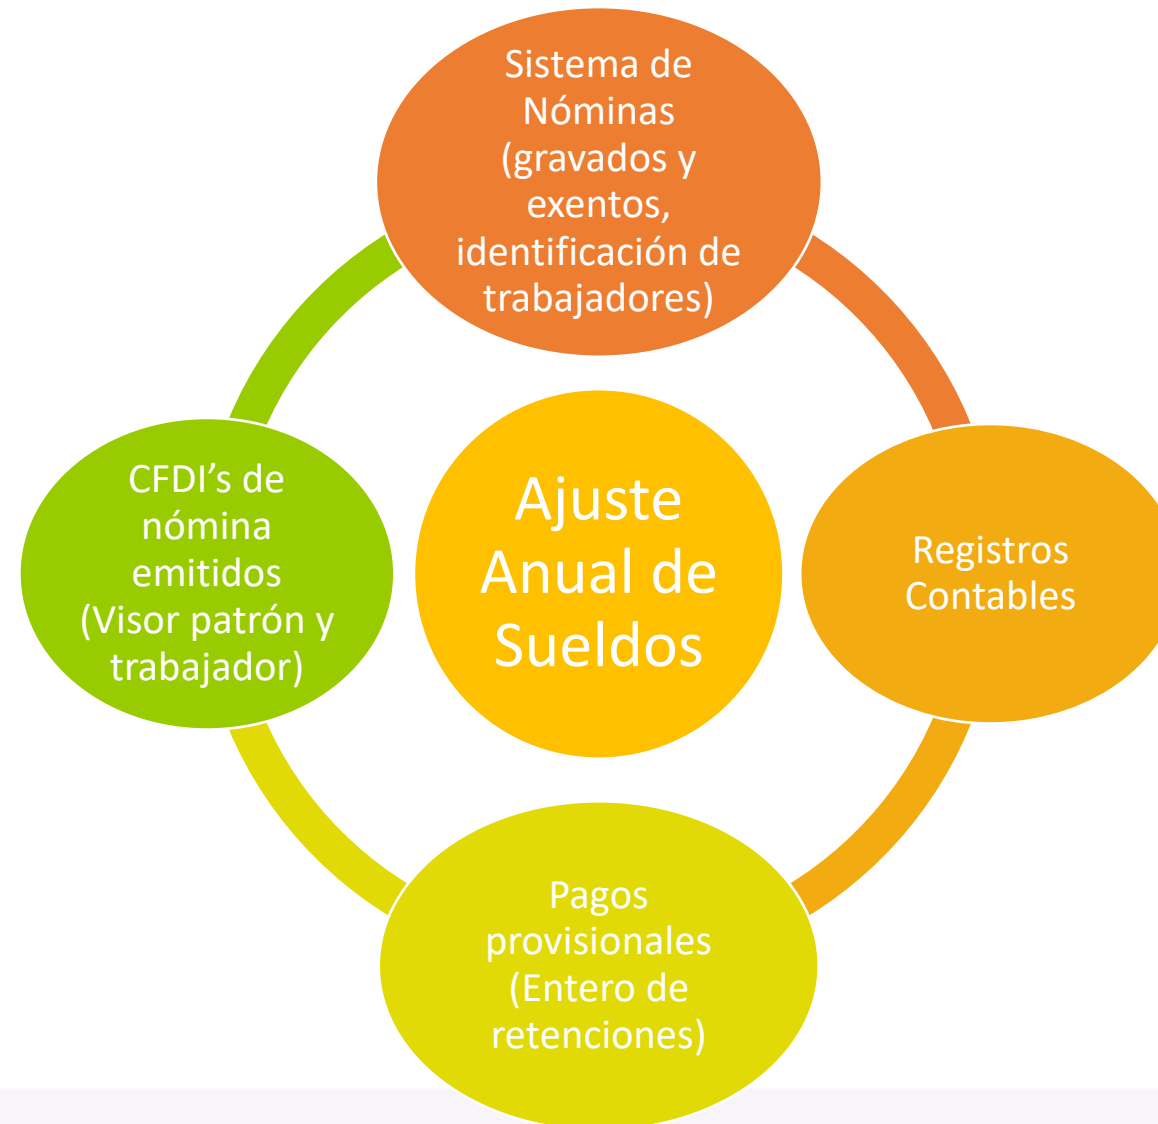 Sistema de
Nóminas
(gravados y
exentos,
identificación de
trabajadores)
CFDI’s de
nómina
emitidos
(Visor patrón y
trabajador)
Ajuste
Anual de
Sueldos
Registros
Contables
Pagos
provisionales
(Entero de
retenciones)